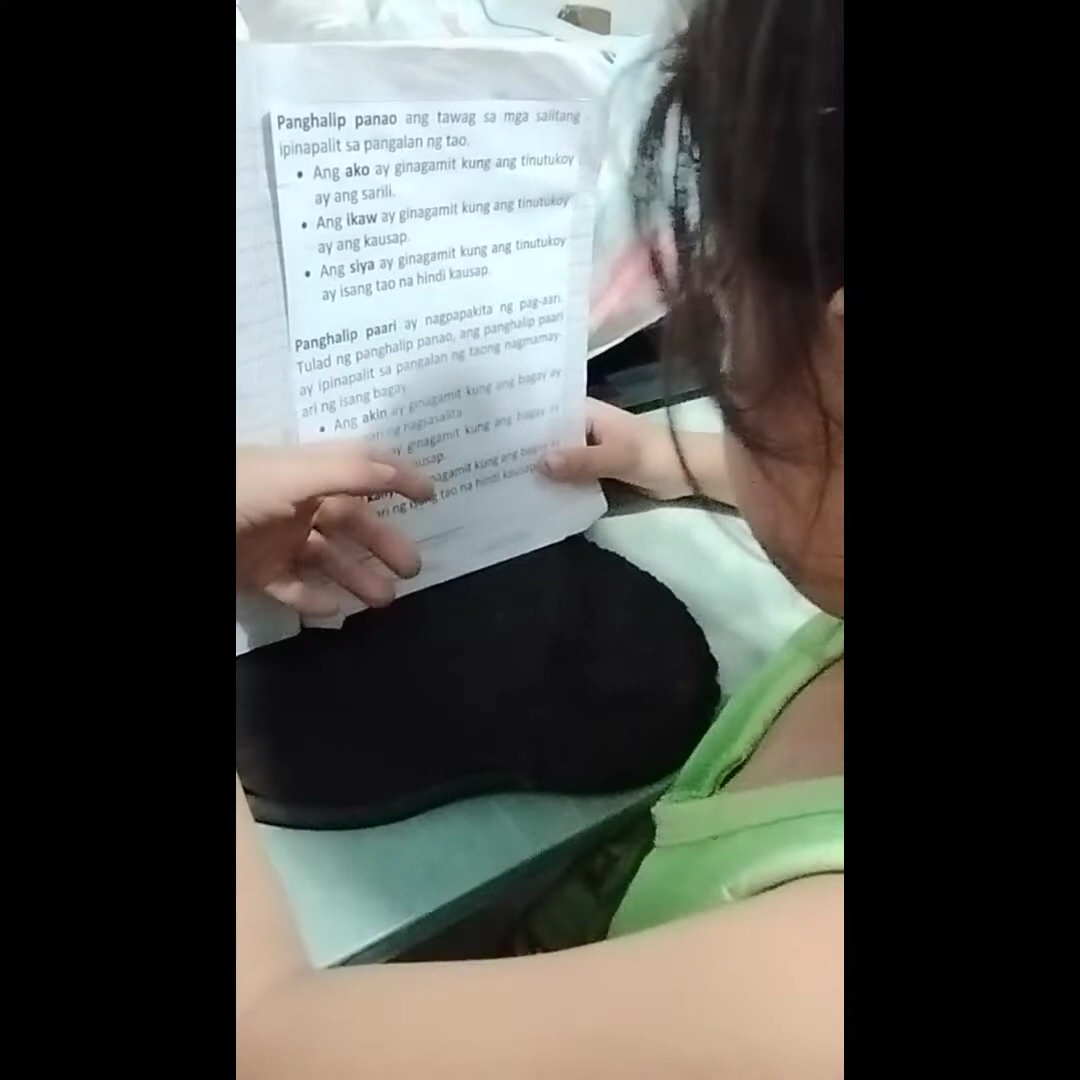 Panghalip panao ang tawag sa mga salitang
ipinapalit sa pangalan ng tao.
• Ang ako ay ginagamit kung ang tinutukoy
ay ang sarili.
• Ang ikaw ay ginagamit kung ang tinutukoy
ay ang kausap.
• Ang siya ay ginagamit kung ang tinutukoy
ay isang tao na hindi kausap.
Panghalip paari ay nagpapakita ng pag-aari.
Tulad ng panghalip panao, ang panghalip paari
ay ipinapalit sa pangalan ng taong nagmamay-
ari ng isang bagay.
• Ang akin ay ginagamit kung ang bagay ay
ng nagsasalita.
ay ginagamit kung ang bagay ay
kung ang bagay ay
tao na hindi kausap